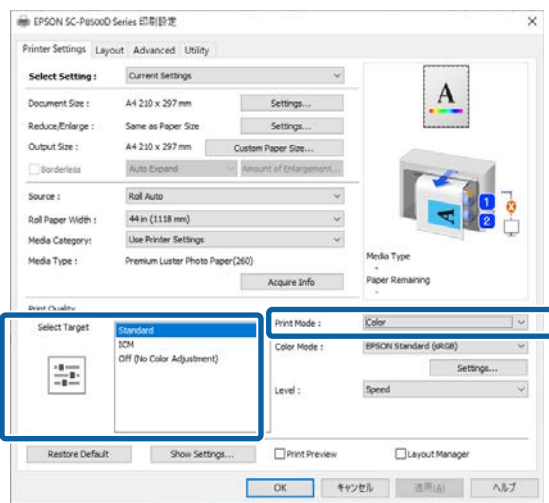 EPSON SC-P8500D Series 印刷設定
Printer Settings Layout Advanced Utility
Select Setting : Current Settings
Document Size : A4 210 x 297 mm Settings...
Reduce/Enlarge : Same as Paper Size Settings...
Output Size : A4 210 x 297 mm Custom Paper Size...
Borderless Auto Expand Amount of Enlargement...
A
Source : Roll Auto
Roll Paper Width : 44 in (1118 mm)
Media Category: Use Printer Settings
Media Type : Premium Luster Photo Paper(260)
Acquire Info
A
1
2
Media Type
-
Paper Remaining
-
Print Quality
Select Target
Standard
ICM
Off (No Color Adjustment)
Print Mode : Color
Color Mode : EPSON Standard (sRGB)
Settings...
Level : Speed
Restore Default Show Settings... Print Preview Layout Manager
OK キャンセル 適用(A) ヘルプ